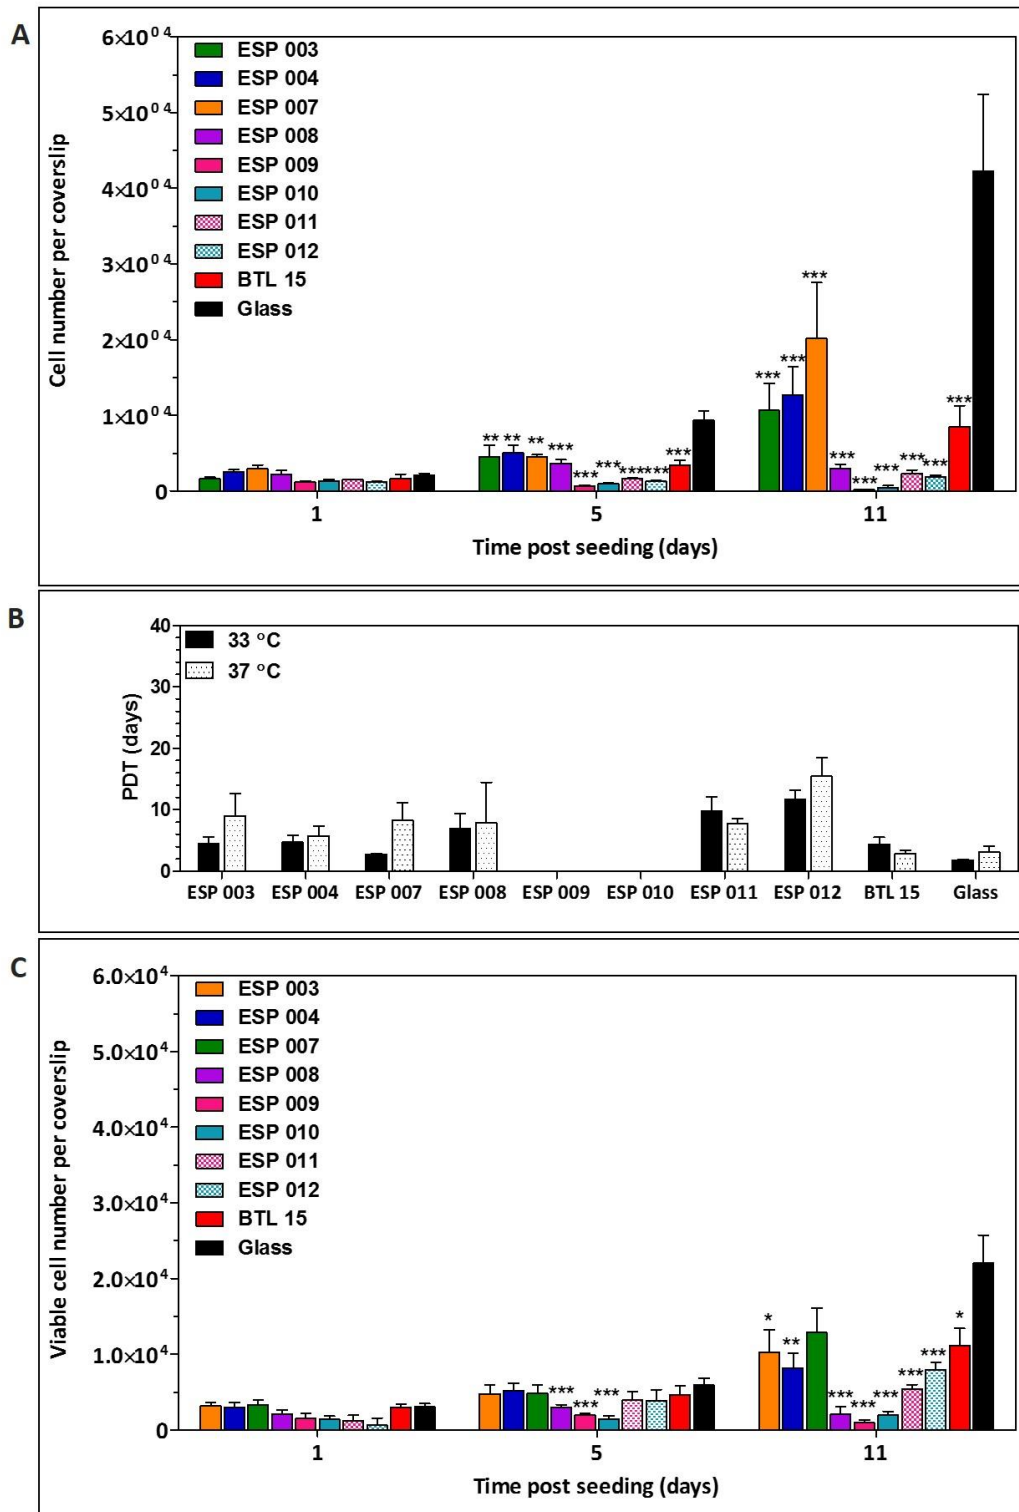 A
6×10⁰⁴
5×10⁰⁴
4×10⁰⁴
3×10⁰⁴
2×10⁰⁴
1×10⁰⁴
0
Cell number per coverslip
ESP 003
ESP 004
ESP 007
ESP 008
ESP 009
ESP 010
ESP 011
ESP 012
BTL 15
Glass
** ** ** *** *** *** *** *** ***
*** *** *** *** *** *** *** *** ***
1 5 11
Time post seeding (days)
B
40
30
20
10
0
PDT (days)
33 °C
37 °C
ESP 003 ESP 004 ESP 007 ESP 008 ESP 009 ESP 010 ESP 011 ESP 012 BTL 15 Glass
C
6.0×10⁴
5.0×10⁴
4.0×10⁴
3.0×10⁴
2.0×10⁴
1.0×10⁴
0
Viable cell number per coverslip
ESP 003
ESP 004
ESP 007
ESP 008
ESP 009
ESP 010
ESP 011
ESP 012
BTL 15
Glass
*** *** ***
* ** *** *** *** *** *** *
1 5 11
Time post seeding (days)